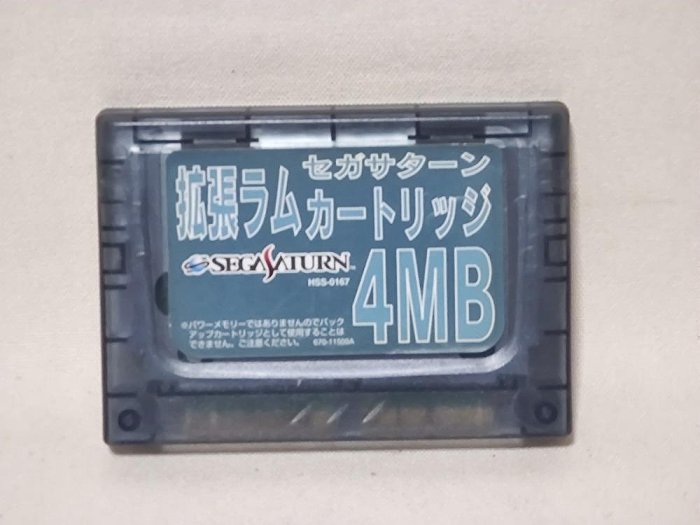 セガサターン
拡張ラムカートリッジ
SEGA SATURN™
HSS-0167
4MB
※パワーメモリーではありませんのでバック
アップカートリッジとして使用することは
できません。ご注意ください。 670-11509A